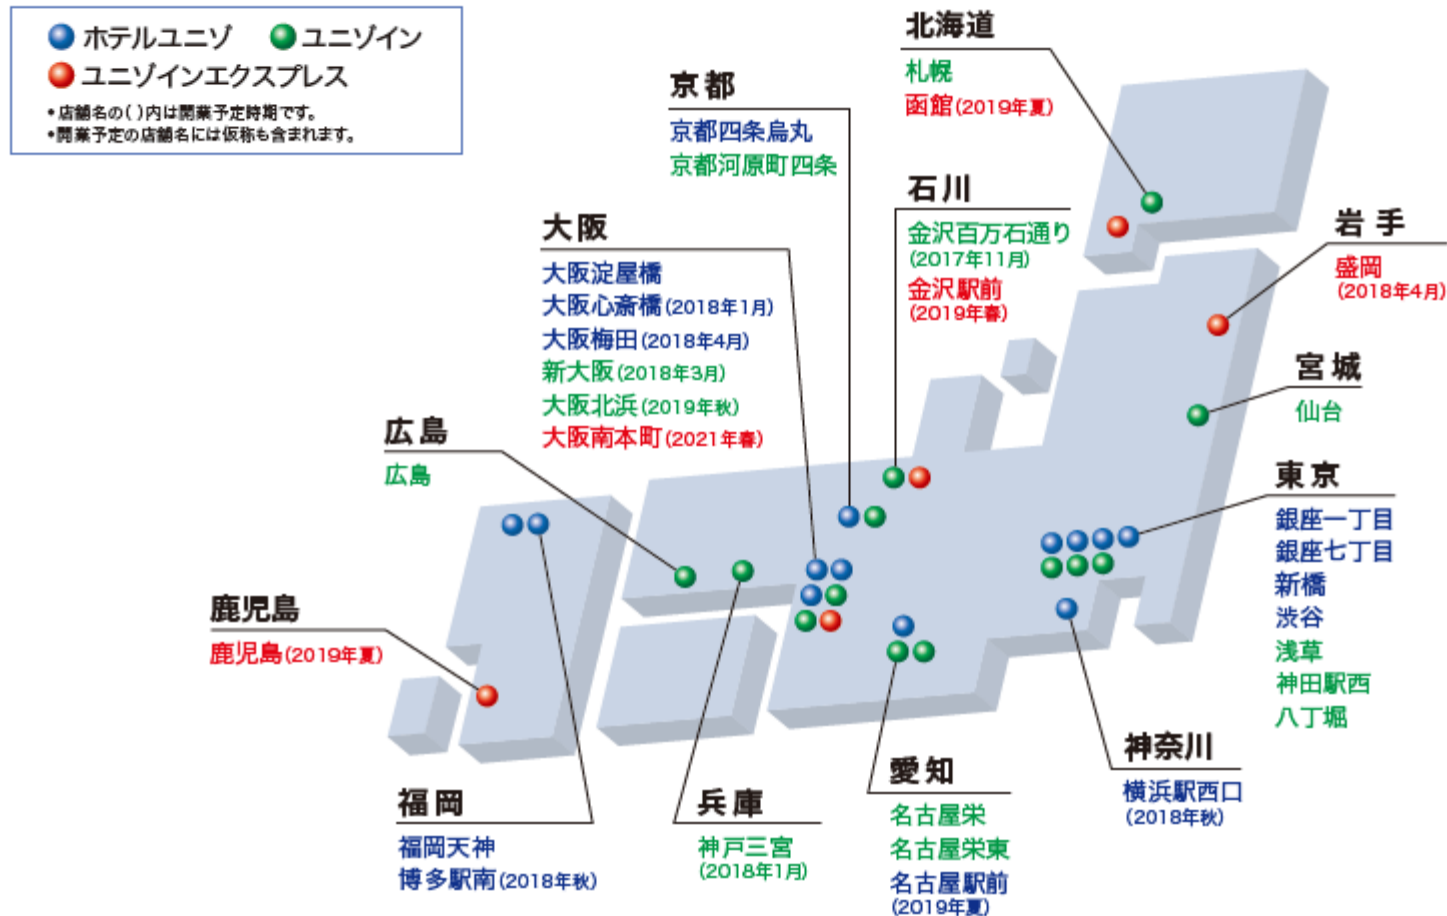 ホテルユニゾ ユニゾイン
ユニゾインエクスプレス
*店舗名の( )内は開業予定時期です。
*開業予定の店舗名には仮称も含まれます。
北海道
札幌
函館(2019年夏)
京都
京都四条烏丸
京都河原町四条
石川
金沢百万石通り
(2017年11月)
金沢駅前
(2019年春)
岩手
盛岡
(2018年4月)
大阪
大阪淀屋橋
大阪心斎橋(2018年1月)
大阪梅田(2018年4月)
新大阪(2018年3月)
大阪北浜(2019年秋)
大阪南本町(2021年春)
宮城
仙台
広島
広島
東京
銀座一丁目
銀座七丁目
新橋
渋谷
浅草
神田駅西
八丁堀
鹿児島
鹿児島(2019年夏)
神奈川
横浜駅西口
(2018年秋)
福岡
福岡天神
博多駅南(2018年秋)
兵庫
神戸三宮
(2018年1月)
愛知
名古屋栄
名古屋栄東
名古屋駅前
(2019年夏)